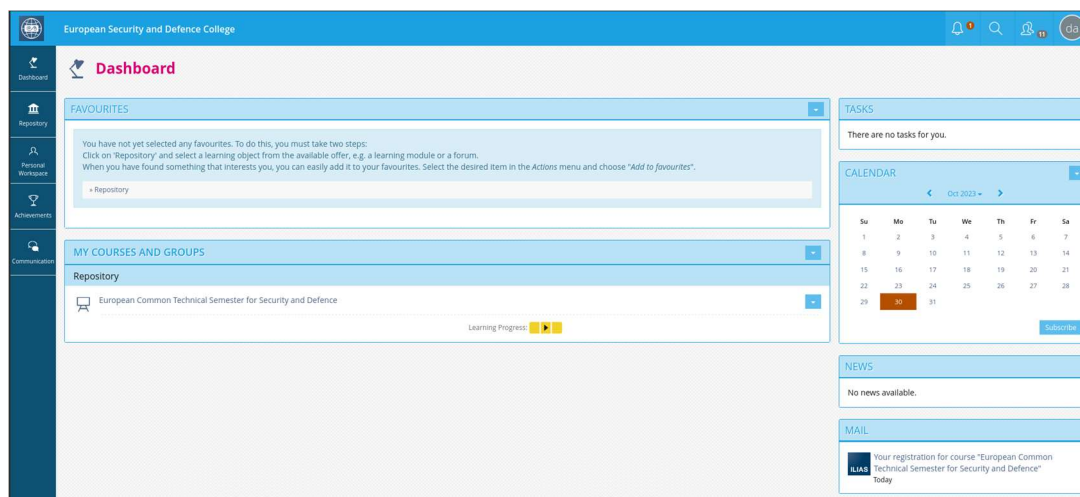 European Security and Defence College
1
11
da
Dashboard
Repository
Personal
Workspace
Achievements
Communication
Dashboard
FAVOURITES
You have not yet selected any favourites. To do this, you must take two steps:
Click on 'Repository' and select a learning object from the available offer, e.g. a learning module or a forum.
When you have found something that interests you, you can easily add it to your favourites. Select the desired item in the Actions menu and choose "Add to favourites".
» Repository
MY COURSES AND GROUPS
Repository
European Common Technical Semester for Security and Defence
Learning Progress:
TASKS
There are no tasks for you.
CALENDAR
Oct 2023
Su Mo Tu We Th Fr Sa
1 2 3 4 5 6 7
8 9 10 11 12 13 14
15 16 17 18 19 20 21
22 23 24 25 26 27 28
29 30 31
Subscribe
NEWS
No news available.
MAIL
ILIAS
Your registration for course "European Common
Technical Semester for Security and Defence"
Today